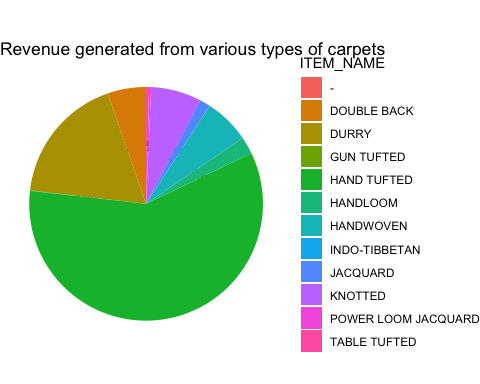 Revenue generated from various types of carpets
ITEM_NAME
-
DOUBLE BACK
DURRY
GUN TUFTED
HAND TUFTED
HANDLOOM
HANDWOVEN
INDO-TIBBETAN
JACQUARD
KNOTTED
POWER LOOM JACQUARD
TABLE TUFTED